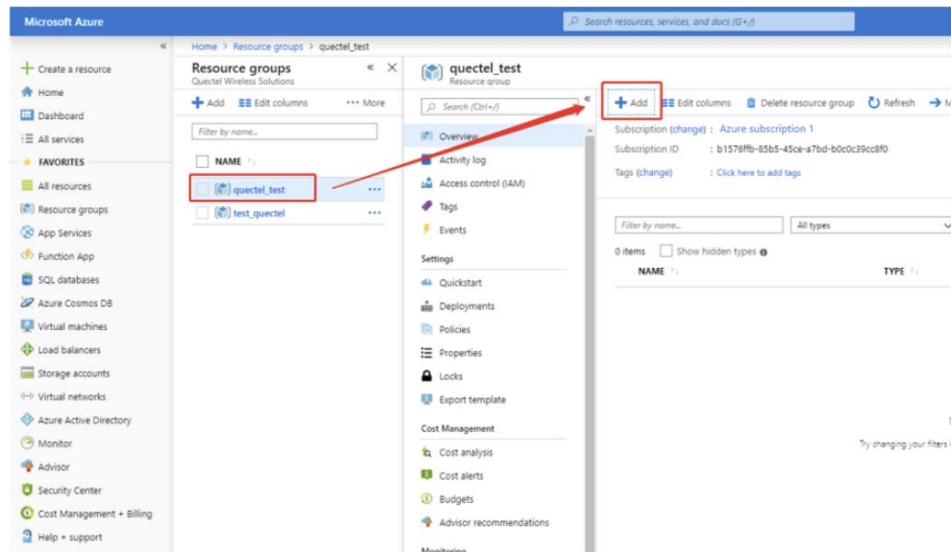 Microsoft Azure
Search resources, services, and docs (G+/)
Create a resource
Home
Dashboard
All services
FAVORITES
All resources
Resource groups
App Services
Function App
SQL databases
Azure Cosmos DB
Virtual machines
Load balancers
Storage accounts
Virtual networks
Azure Active Directory
Monitor
Advisor
Security Center
Cost Management + Billing
Help + support
Home > Resource groups > quectel_test
Resource groups
Quectel Wireless Solutions
Add Edit columns ••• More
Filter by name...
NAME
quectel_test
test_quectel
quectel_test
Resource group
Search (Ctrl+/)
Overview
Activity log
Access control (IAM)
Tags
Events
Settings
Quickstart
Deployments
Policies
Properties
Locks
Export template
Cost Management
Cost analysis
Cost alerts
Budgets
Advisor recommendations
Monitoring
Add Edit columns Delete resource group Refresh → M
Subscription (change) : Azure subscription 1
Subscription ID : b1576ffb-85b5-45ce-a7bd-b0c0c39cc8f0
Tags (change) : Click here to add tags
Filter by name... All types
0 items Show hidden types
NAME TYPE
Try changing your filters